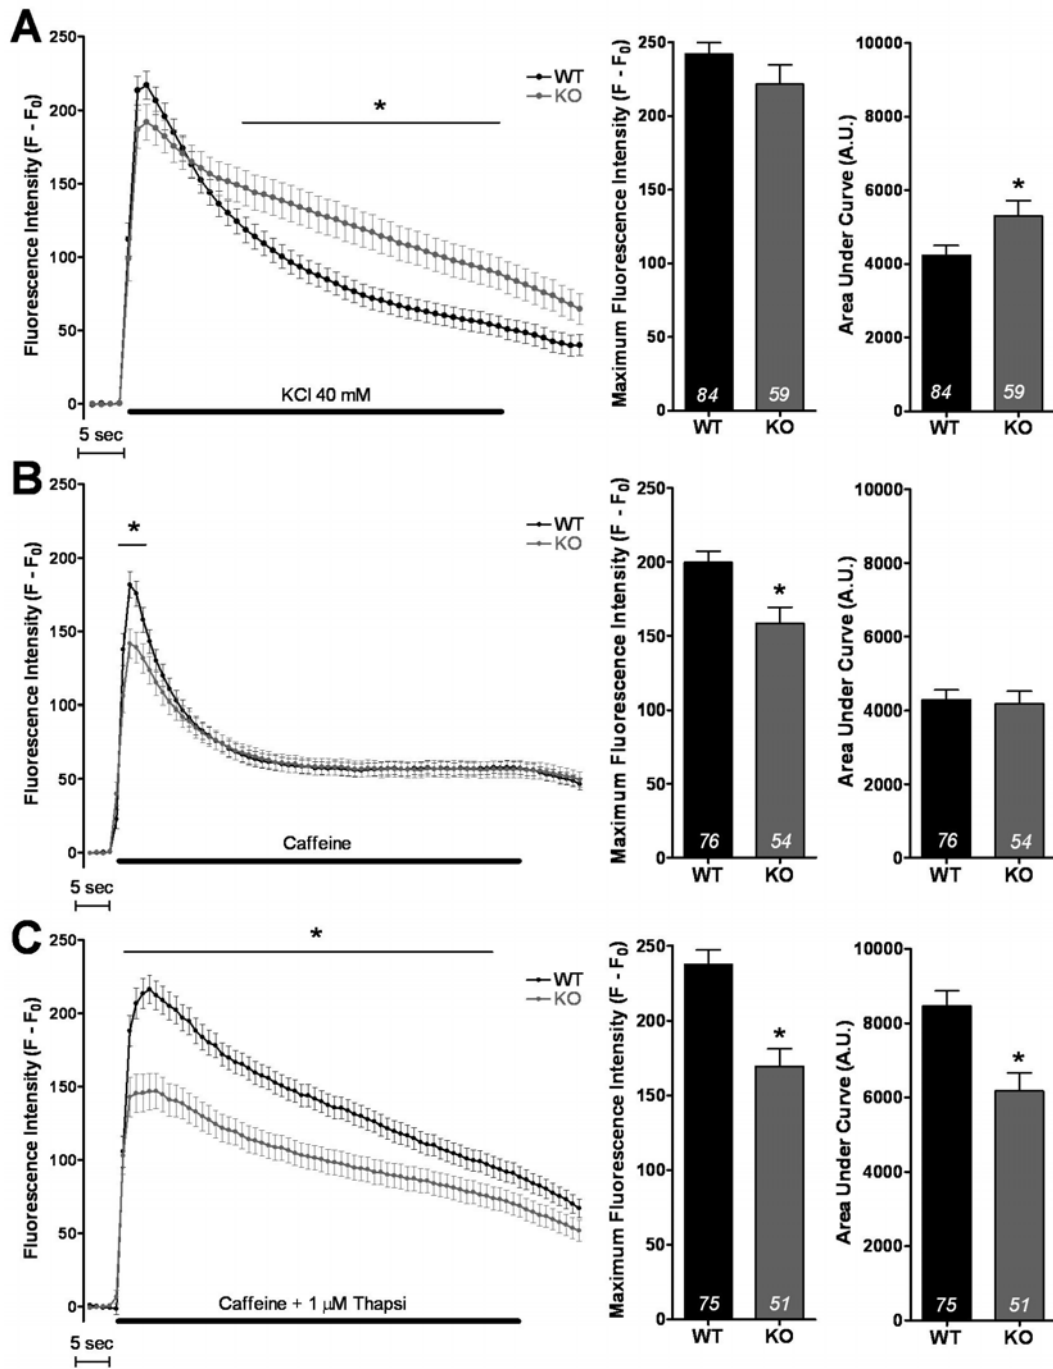 A
Fluorescence Intensity (F - F0)
250
200
150
100
50
0
WT
KO
*
KCl 40 mM
5 sec
Maximum Fluorescence Intensity (F - F0)
250
200
150
100
50
0
84
59
WT
KO
Area Under Curve (A.U.)
10000
8000
6000
4000
2000
0
*
84
59
WT
KO
B
Fluorescence Intensity (F - F0)
250
200
150
100
50
0
*
WT
KO
Caffeine
5 sec
Maximum Fluorescence Intensity (F - F0)
250
200
150
100
50
0
*
76
54
WT
KO
Area Under Curve (A.U.)
10000
8000
6000
4000
2000
0
76
54
WT
KO
C
Fluorescence Intensity (F - F0)
250
200
150
100
50
0
*
WT
KO
Caffeine + 1 µM Thapsi
5 sec
Maximum Fluorescence Intensity (F - F0)
250
200
150
100
50
0
*
75
51
WT
KO
Area Under Curve (A.U.)
10000
8000
6000
4000
2000
0
*
75
51
WT
KO